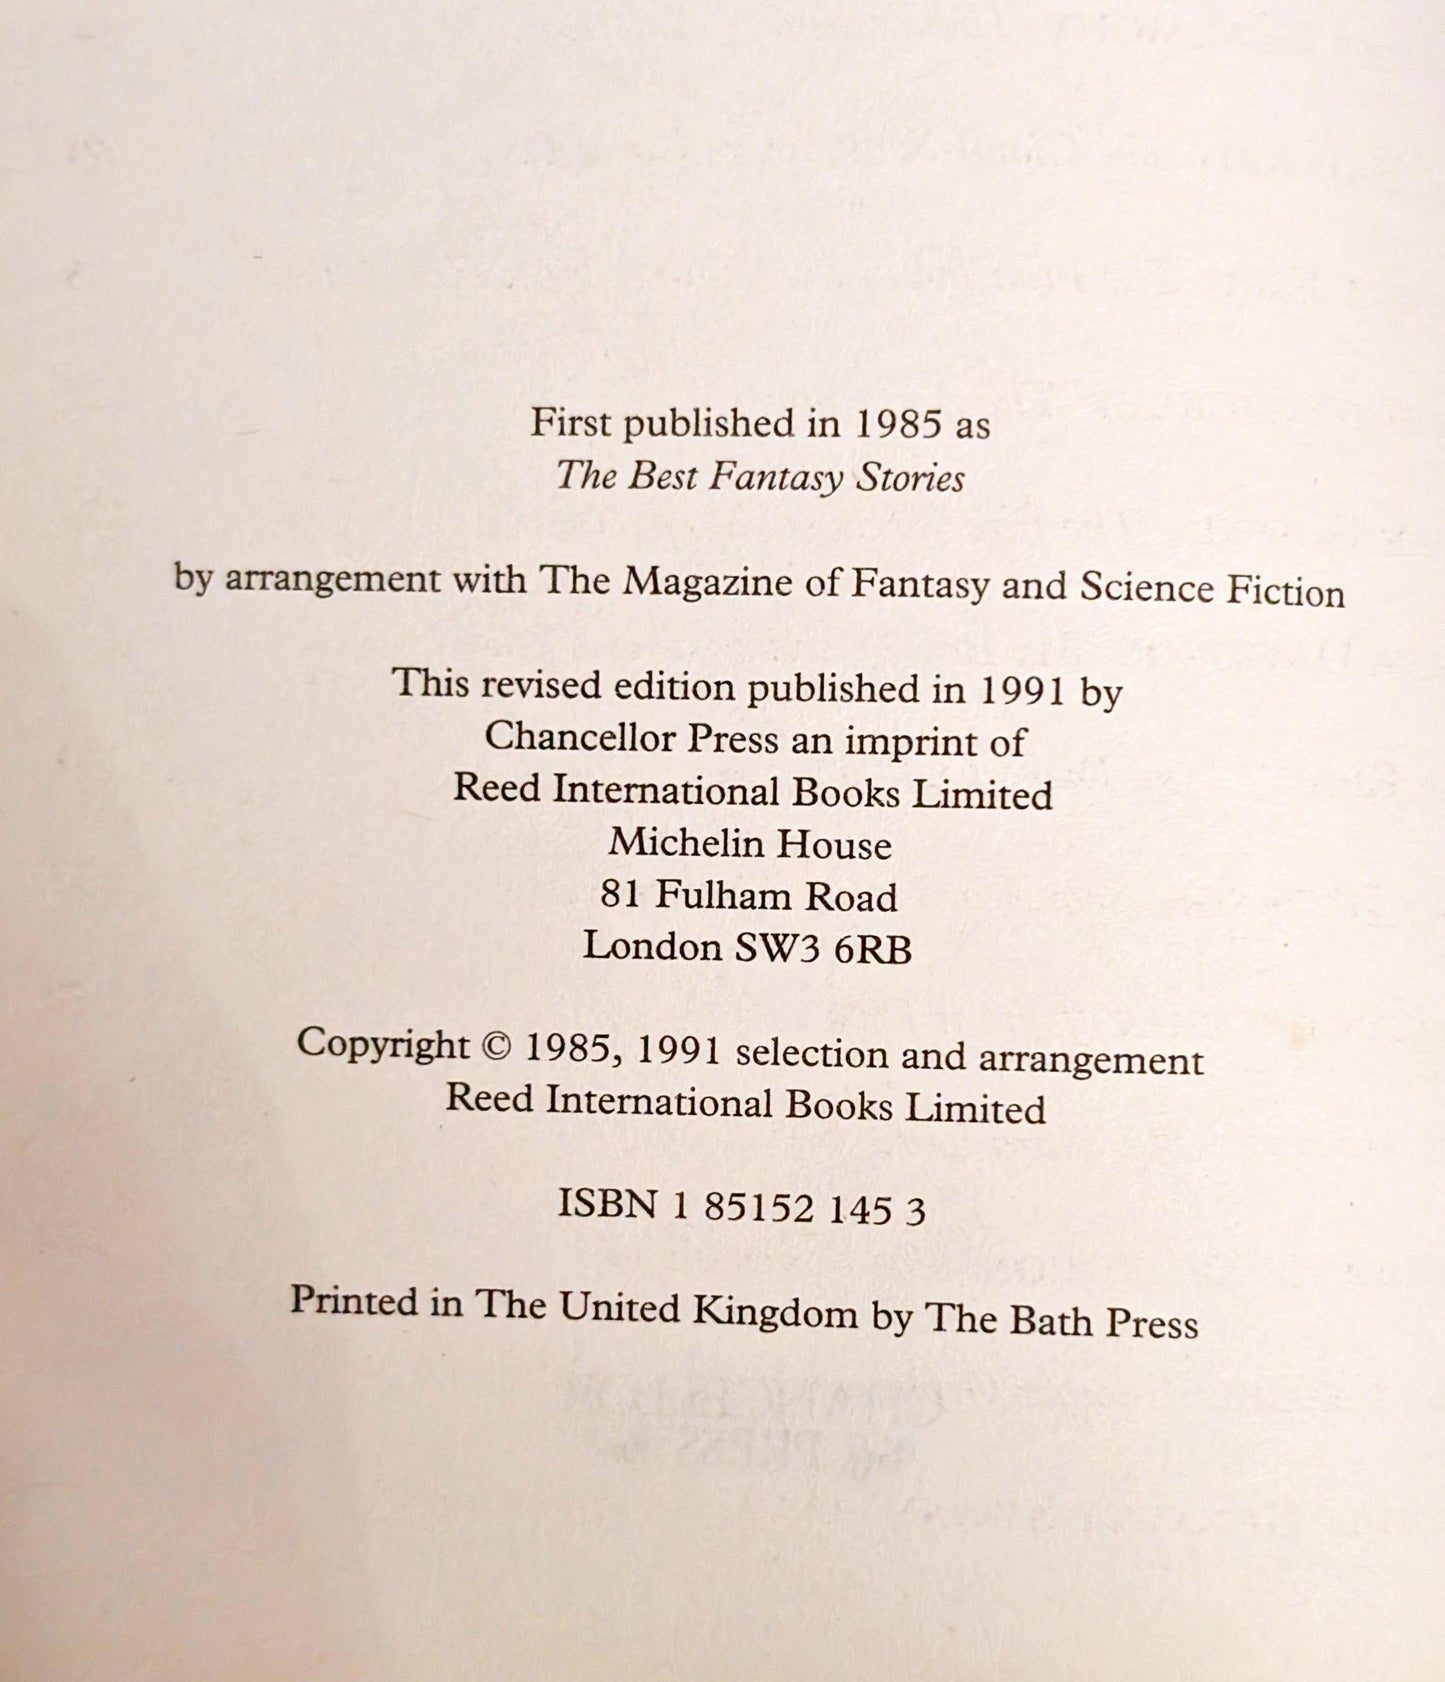 First published in 1985 as
The Best Fantasy Stories
by arrangement with The Magazine of Fantasy and Science Fiction
This revised edition published in 1991 by
Chancellor Press an imprint of
Reed International Books Limited
Michelin House
81 Fulham Road
London SW3 6RB
Copyright © 1985, 1991 selection and arrangement
Reed International Books Limited
ISBN 1 85152 145 3
Printed in The United Kingdom by The Bath Press